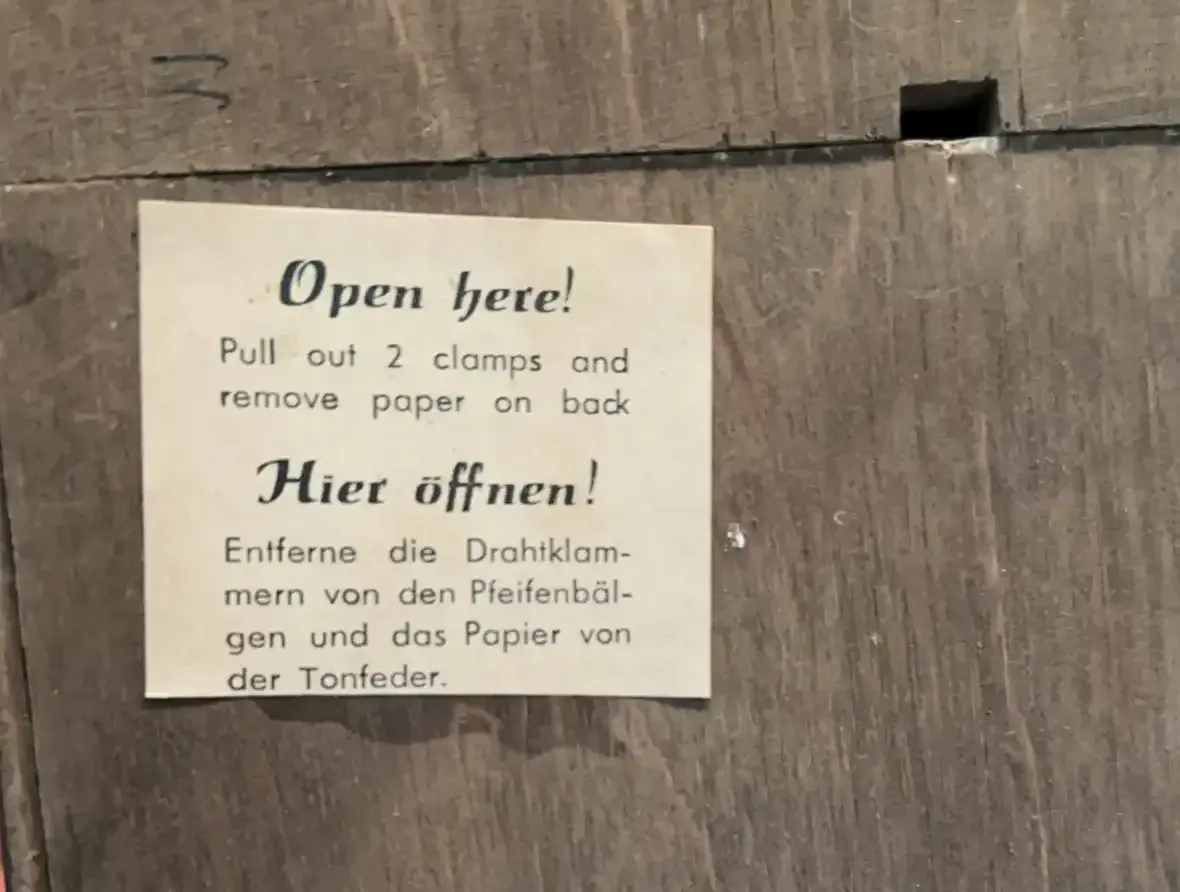 Open here!
Pull out 2 clamps and
remove paper on back
Hier öffnen!
Entferne die Drahtklam-
mern von den Pfeifenbäl-
gen und das Papier von
der Tonfeder.